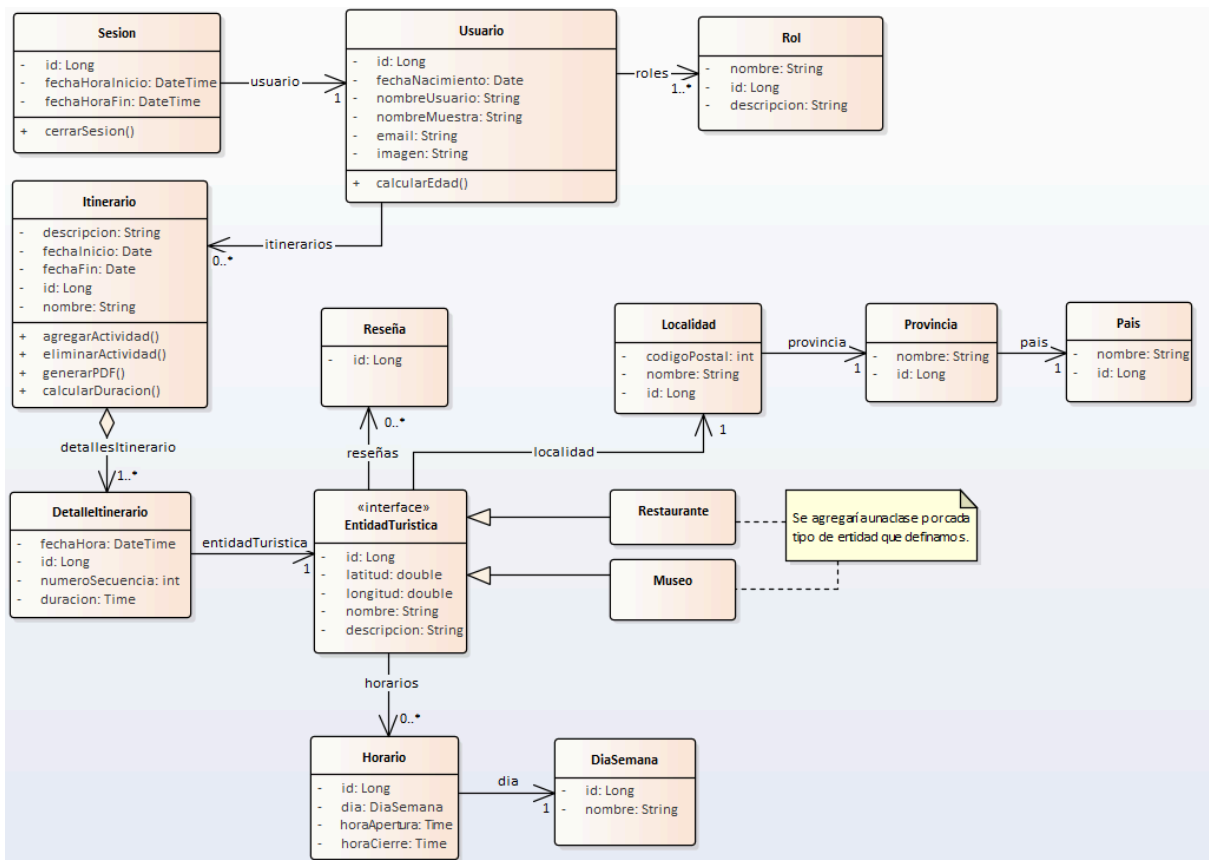 Sesion
- id: Long
- fechaHoraInicio: DateTime
- fechaHoraFin: DateTime
+ cerrarSesion()
usuario
1
Usuario
- id: Long
- fechaNacimiento: Date
- nombreUsuario: String
- nombreMuestra: String
- email: String
- imagen: String
+ calcularEdad()
roles
1..*
Rol
- nombre: String
- id: Long
- descripcion: String
itinerarios
0..*
Itinerario
- descripcion: String
- fechaInicio: Date
- fechaFin: Date
- id: Long
- nombre: String
+ agregarActividad()
+ eliminarActividad()
+ generarPDF()
+ calcularDuracion()
detallesItinerario
1..*
Reseña
- id: Long
0..*
reseñas
Localidad
- codigoPostal: int
- nombre: String
- id: Long
provincia
1
Provincia
- nombre: String
- id: Long
pais
1
Pais
- nombre: String
- id: Long
1
localidad
DetalleItinerario
- fechaHora: DateTime
- id: Long
- numeroSecuencia: int
- duracion: Time
entidadTuristica
1
«interface»
EntidadTuristica
- id: Long
- latitud: double
- longitud: double
- nombre: String
- descripcion: String
Restaurante
Museo
Se agregaría una clase por cada
tipo de entidad que definamos.
horarios
0..*
Horario
- id: Long
- dia: DiaSemana
- horaApertura: Time
- horaCierre: Time
dia
1
DiaSemana
- id: Long
- nombre: String